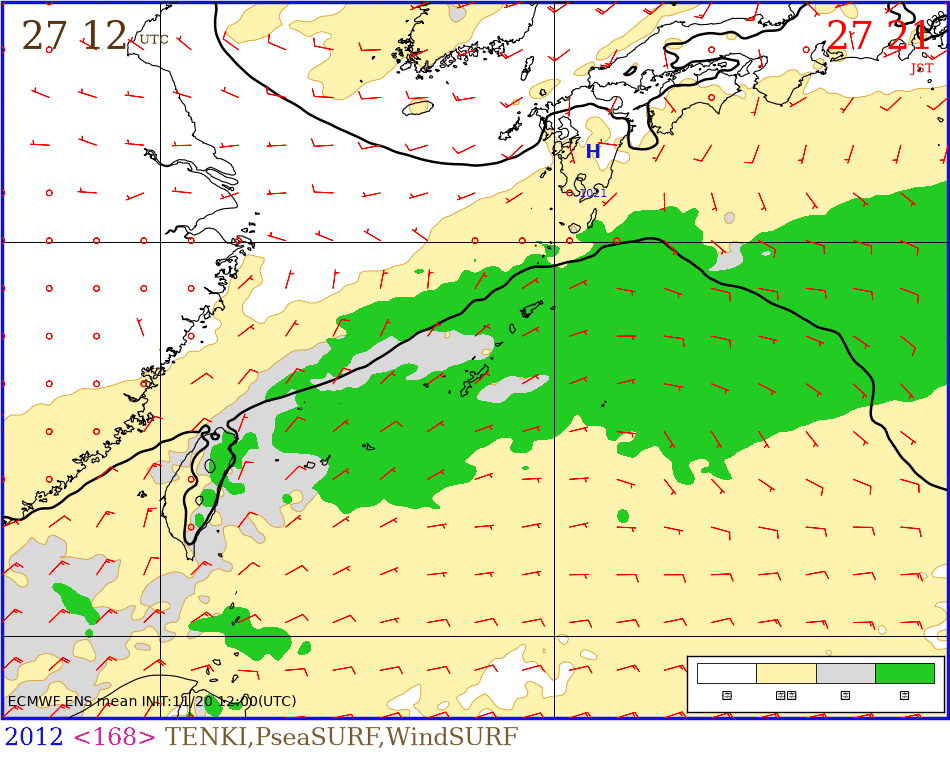 27 12 UTC
27 21
JST
H
1021
ECMWF ENS mean INIT:11/20 12:00(UTC)
2012 <168> TENKI,PseaSURF,WindSURF